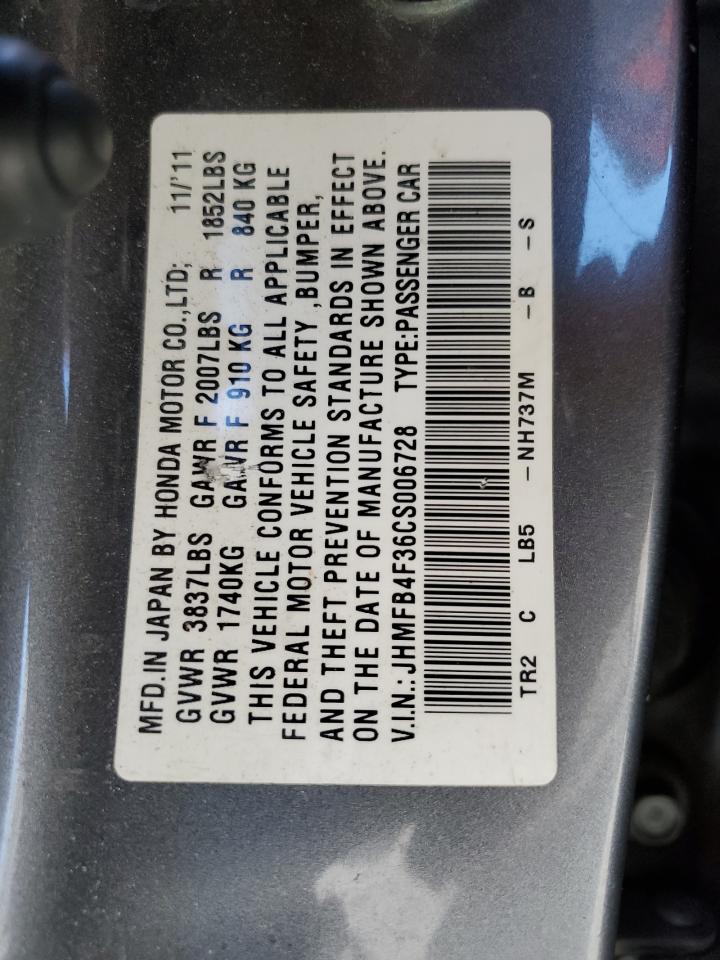 MFD.IN JAPAN BY HONDA MOTOR CO.,LTD; 11/'11
GVWR 3837LBS GAWR F 2007LBS R 1852LBS
GVWR 1740KG GAWR F 910 KG R 840 KG
THIS VEHICLE CONFORMS TO ALL APPLICABLE
FEDERAL MOTOR VEHICLE SAFETY ,BUMPER,
AND THEFT PREVENTION STANDARDS IN EFFECT
ON THE DATE OF MANUFACTURE SHOWN ABOVE.
V.I.N.: JHMFB4F36CS006728 TYPE:PASSENGER CAR
TR2 C LB5 -NH737M -B -S